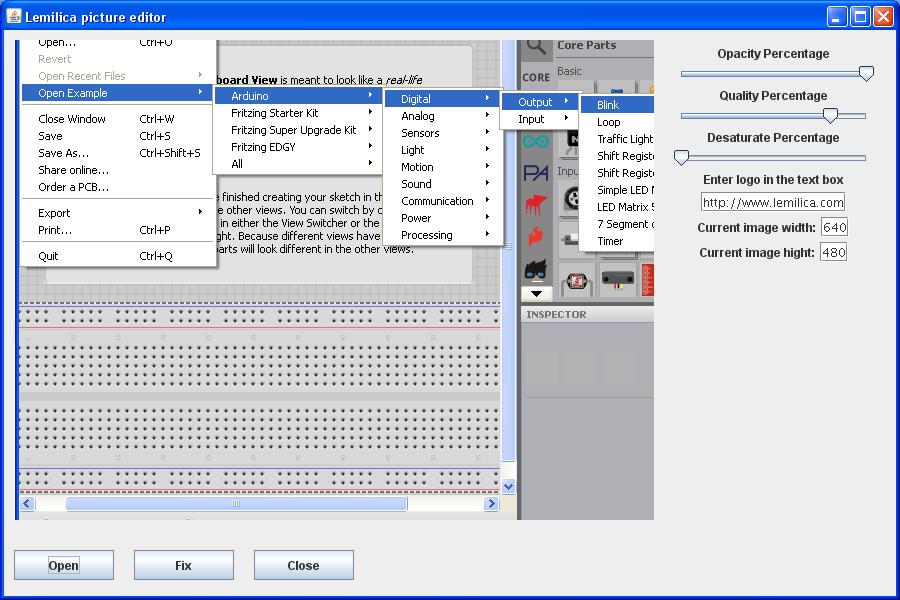 Lemilica picture editor
Open... Ctrl+O
Revert
Open Recent Files
Open Example
Close Window Ctrl+W
Save Ctrl+S
Save As... Ctrl+Shift+S
Share online...
Order a PCB...
Export
Print... Ctrl+P
Quit Ctrl+Q
board View is meant to look like a real-life
Arduino
Fritzing Starter Kit
Fritzing Super Upgrade Kit
Fritzing EDGY
All
Digital
Analog
Sensors
Light
Motion
Sound
Communication
Power
Processing
Output
Input
Blink
Loop
Traffic Light
Shift Registe
Shift Registe
Simple LED
LED Matrix
7 Segment
Timer
e finished creating your sketch in th
e other views. You can switch by c
in either the View Switcher or the
ght. Because different views have
arts will look different in the other views.
CORE
Core Parts
Basic
Inpu
PA
INSPECTOR
Opacity Percentage
Quality Percentage
Desaturate Percentage
Enter logo in the text box
http://www.lemilica.com
Current image width: 640
Current image hight: 480
Open
Fix
Close